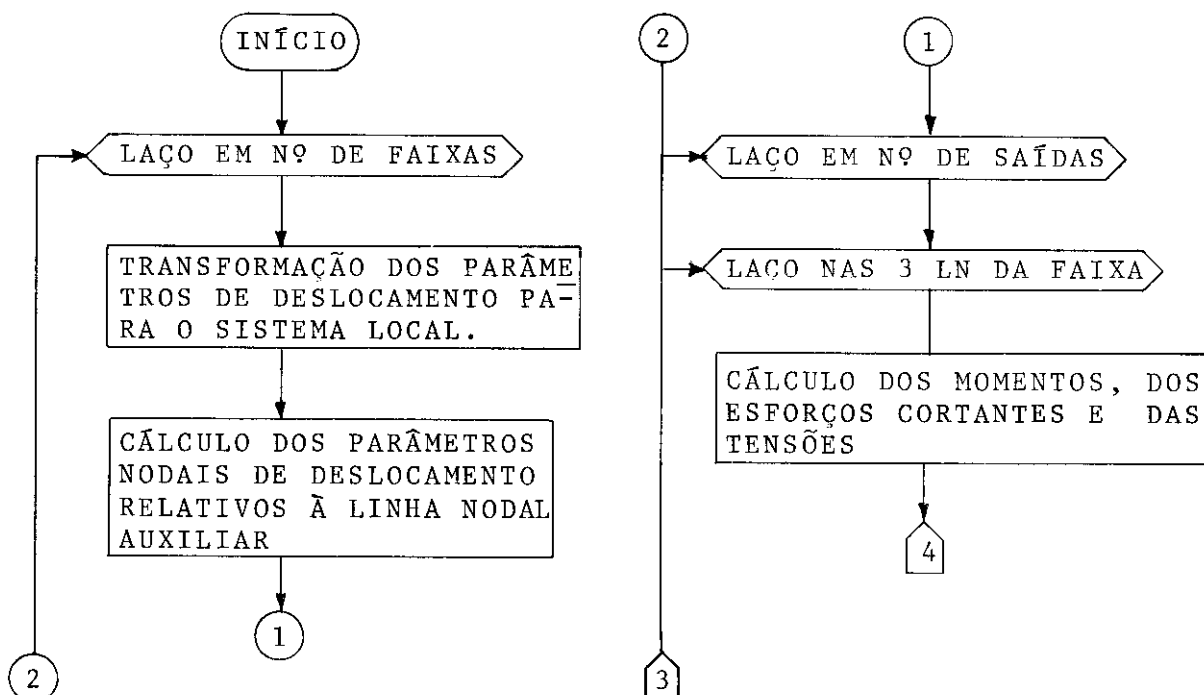 INÍCIO
LAÇO EM Nº DE FAIXAS
TRANSFORMAÇÃO DOS PARÂME
TROS DE DESLOCAMENTO PA-
RA O SISTEMA LOCAL.
CÁLCULO DOS PARÂMETROS
NODAIS DE DESLOCAMENTO
RELATIVOS À LINHA NODAL
AUXILIAR
1
2
2
1
LAÇO EM Nº DE SAÍDAS
LAÇO NAS 3 LN DA FAIXA
CÁLCULO DOS MOMENTOS, DOS
ESFORÇOS CORTANTES E DAS
TENSÕES
4
3